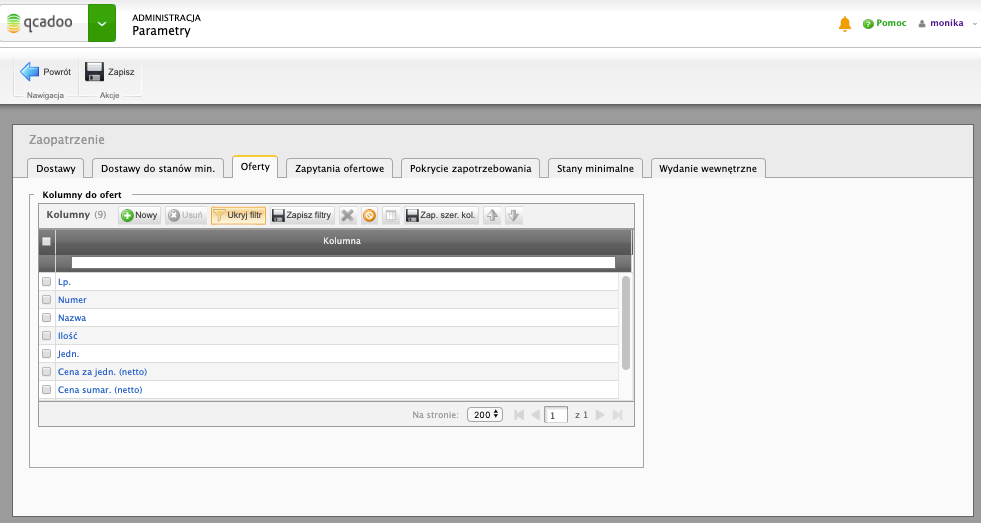 qcadoo
ADMINISTRACJA
Parametry
Pomoc
monika
Powrót
Zapisz
Nawigacja
Akcje
Zaopatrzenie
Dostawy
Dostawy do stanów min.
Oferty
Zapytania ofertowe
Pokrycie zapotrzebowania
Stany minimalne
Wydanie wewnętrzne
Kolumny do ofert
Kolumny (9)
Nowy
Usuń
Ukryj filtr
Zapisz filtry
Zap. szer. kol.
Kolumna
Lp.
Numer
Nazwa
Ilość
Jedn.
Cena za jedn. (netto)
Cena sumar. (netto)
Na stronie: 200 1 z 1